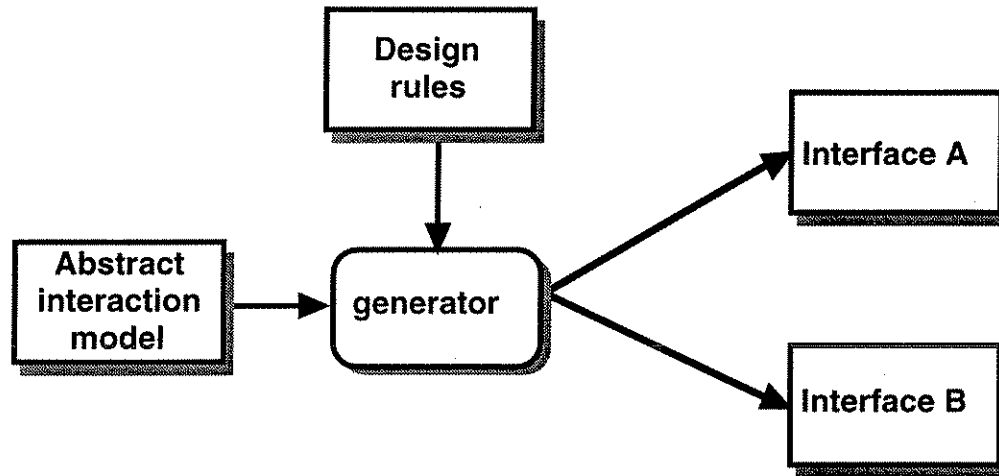 Design
rules
Interface A
Abstract
interaction
model
generator
Interface B